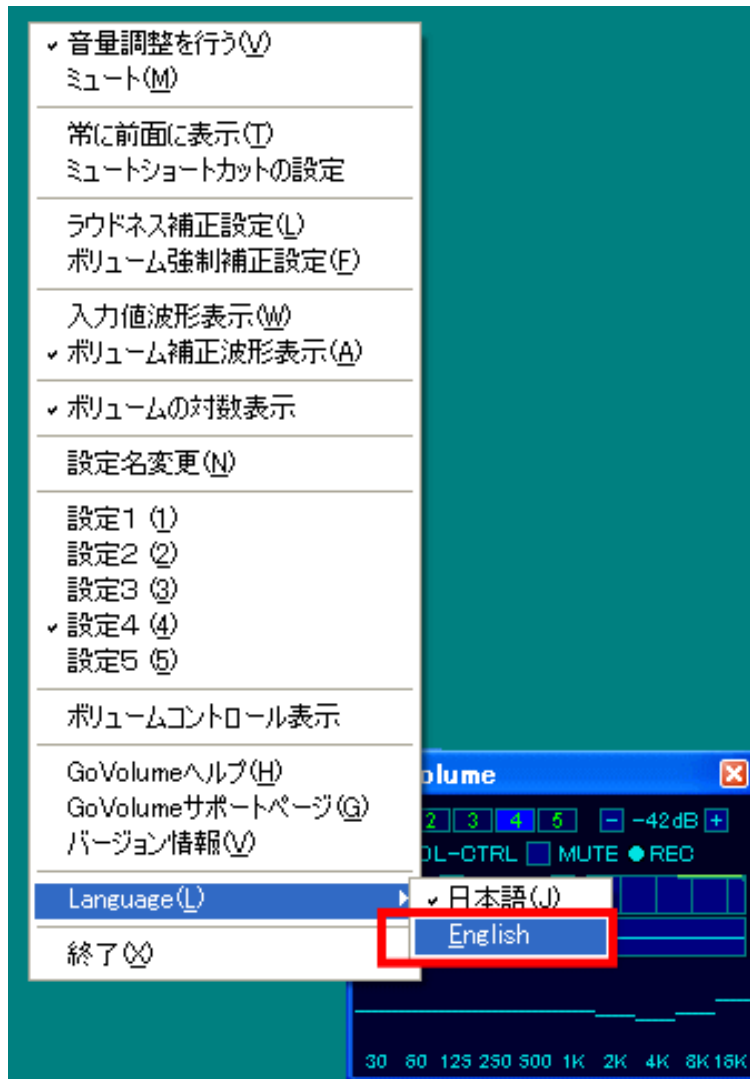 音量調整を行う(V)
ミュート(M)
常に前面に表示(T)
ミュートショートカットの設定
ラウドネス補正設定(L)
ボリューム強制補正設定(F)
入力値波形表示(W)
ボリューム補正波形表示(A)
ボリュームの対数表示
設定名変更(N)
設定1 (1)
設定2 (2)
設定3 (3)
設定4 (4)
設定5 (5)
ボリュームコントロール表示
GoVolumeヘルプ(H)
GoVolumeサポートページ(G)
バージョン情報(V)
Language(L)
終了(X)
日本語(J)
English
olume
2 3 4 5 -42dB
OL-CTRL MUTE REC
30 60 125 250 500 1K 2K 4K 8K 16K